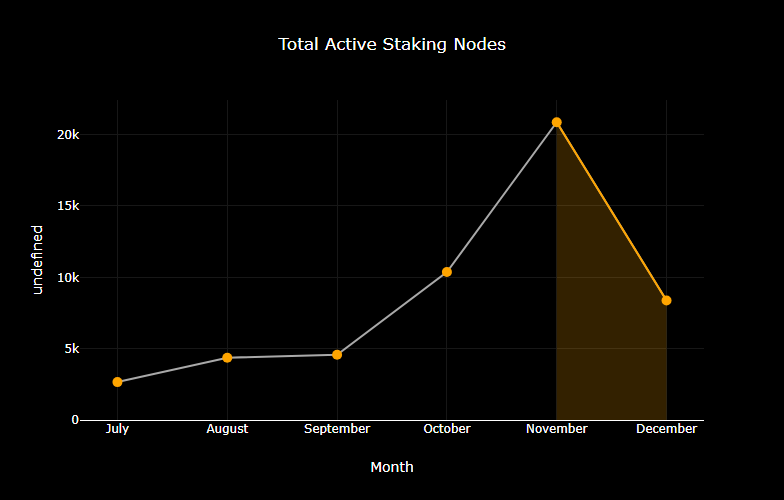 Total Active Staking Nodes
20k
15k
10k
5k
0
undefined
July August September October November December
Month